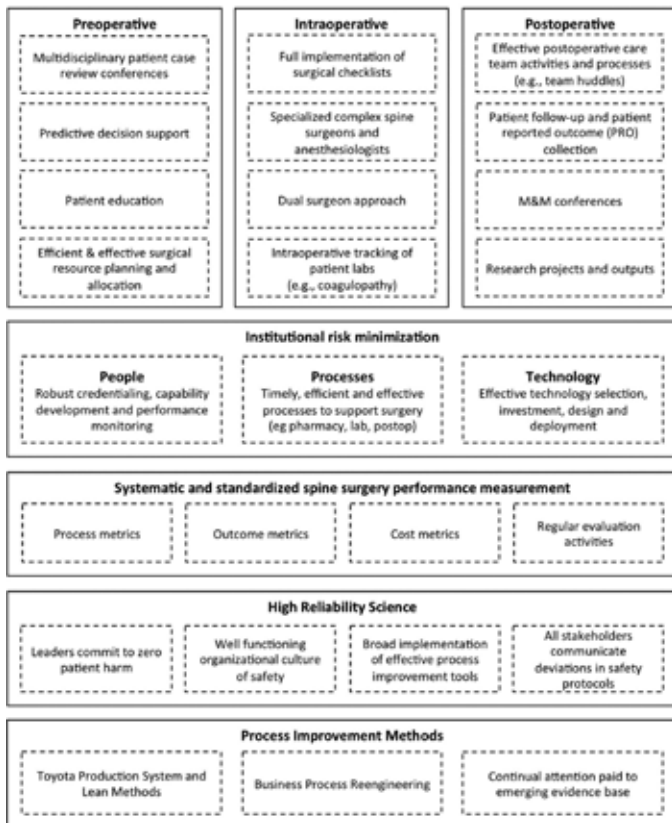 Preoperative
Multidisciplinary patient case
review conferences
Predictive decision support
Patient education
Efficient & effective surgical
resource planning and
allocation
Intraoperative
Full implementation of
surgical checklists
Specialized complex spine
surgeons and
anesthesiologists
Dual surgeon approach
Intraoperative tracking of
patient labs
(e.g., coagulopathy)
Postoperative
Effective postoperative care
team activities and processes
(e.g., team huddles)
Patient follow-up and patient
reported outcome (PRO)
collection
M&M conferences
Research projects and outputs
Institutional risk minimization
People
Robust credentialing, capability
development and performance
monitoring
Processes
Timely, efficient and effective
processes to support surgery
(eg pharmacy, lab, postop)
Technology
Effective technology selection,
investment, design and
deployment
Systematic and standardized spine surgery performance measurement
Process metrics
Outcome metrics
Cost metrics
Regular evaluation
activities
High Reliability Science
Leaders commit to zero
patient harm
Well functioning
organizational culture
of safety
Broad implementation
of effective process
improvement tools
All stakeholders
communicate
deviations in safety
protocols
Process Improvement Methods
Toyota Production System and
Lean Methods
Business Process Reengineering
Continual attention paid to
emerging evidence base